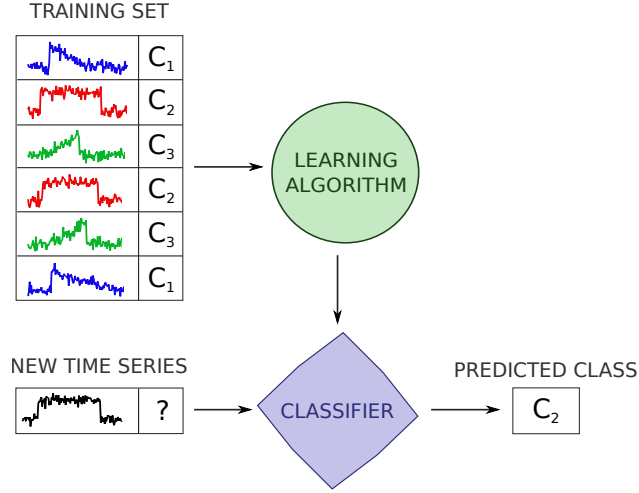 TRAINING SET
C1
C2
C3
C2
C3
C1
LEARNING
ALGORITHM
NEW TIME SERIES
?
CLASSIFIER
PREDICTED CLASS
C2